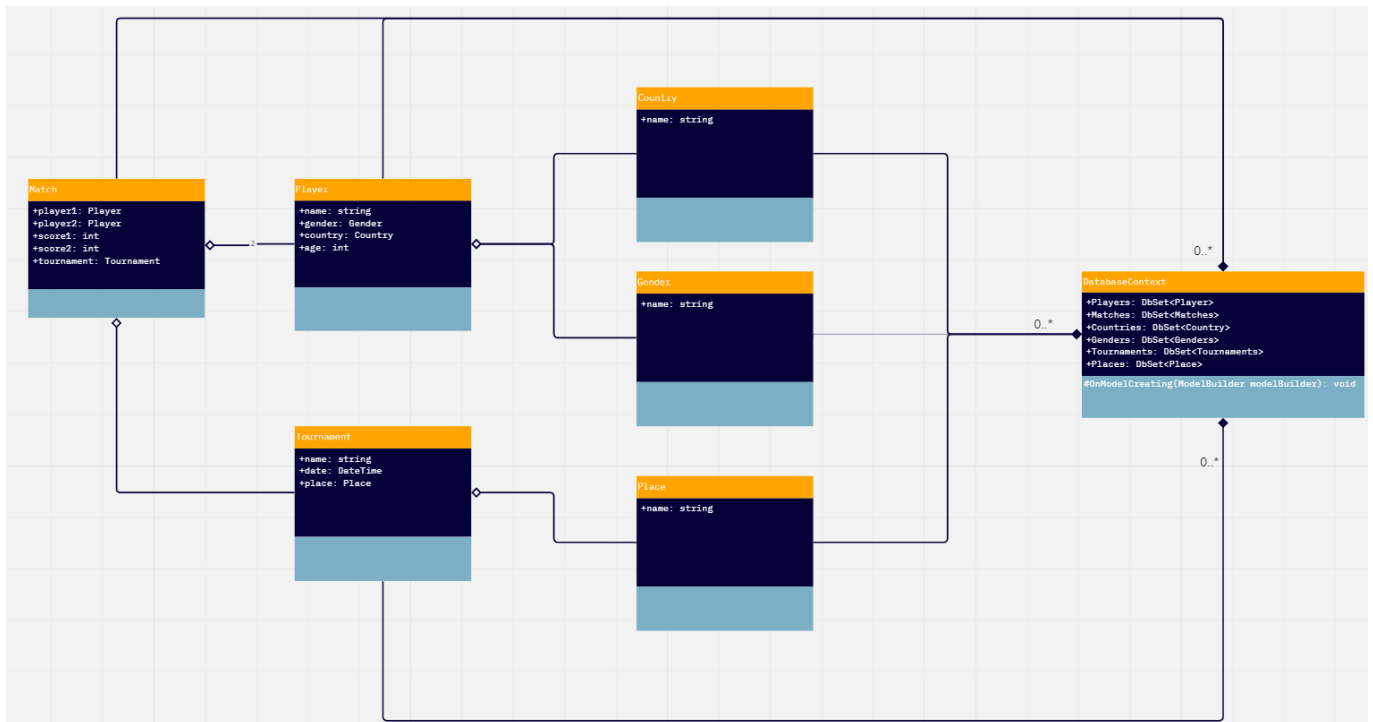 Country
+name: string
Match
+player1: Player
+player2: Player
+score1: int
+score2: int
+tournament: Tournament
2
Player
+name: string
+gender: Gender
+country: Country
+age: int
0..*
Gender
+name: string
0..*
DatabaseContext
+Players: DbSet<Player>
+Matches: DbSet<Matches>
+Countries: DbSet<Country>
+Genders: DbSet<Genders>
+Tournaments: DbSet<Tournaments>
+Places: DbSet<Place>
#OnModelCreating(ModelBuilder modelBuilder): void
Tournament
+name: string
+date: DateTime
+place: Place
0..*
Place
+name: string